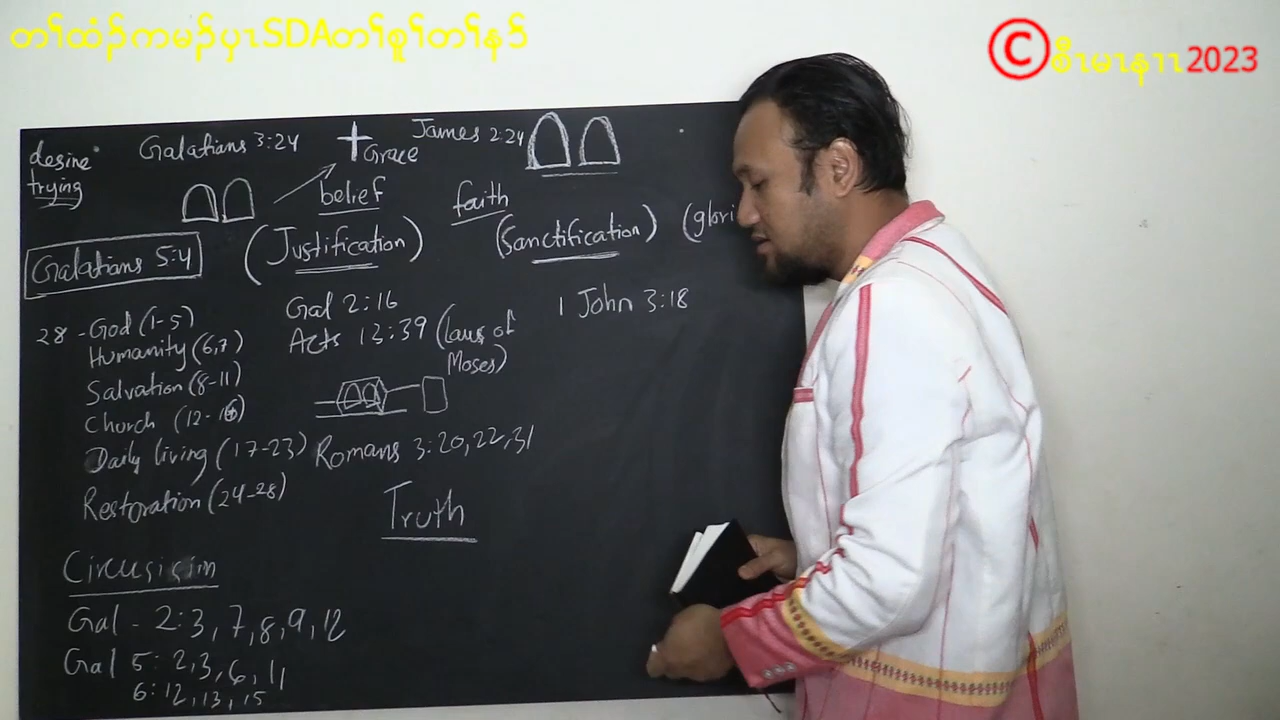 တၢ်ထံၣ်ကမၣ်ပှၤSDAတၢ်စူၢ်တၢ်နၥ်
©စီၤမၤနၢၤ2023
desire
trying
Galatians 3:24
Grace
James 2:24
belief
faith
Galatians 5:4
(Justification)
(Sanctification)
(glori
28 - God (1-5)
Humanity (6,7)
Salvation (8-11)
Church (12-16)
Daily living (17-23)
Restoration (24-28)
Gal 2:16
Acts 13:39 (laws of
Moses)
1 John 3:18
Romans 3:20,22,31
Truth
Circusisim
Gal - 2:3,7,8,9,12
Gal 5: 2,3,6,11
6:12,13,15